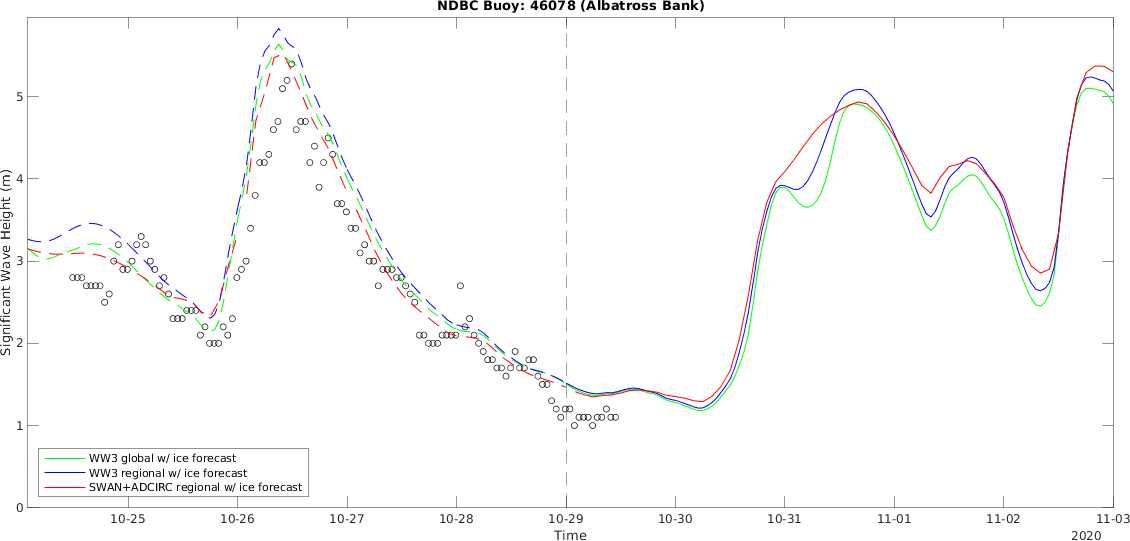 NDBC Buoy: 46078 (Albatross Bank)
Significant Wave Height (m)
5
4
3
2
1
0
WW3 global w/ ice forecast
WW3 regional w/ ice forecast
SWAN+ADCIRC regional w/ ice forecast
10-25 10-26 10-27 10-28 10-29 10-30 10-31 11-01 11-02 11-03
Time
2020